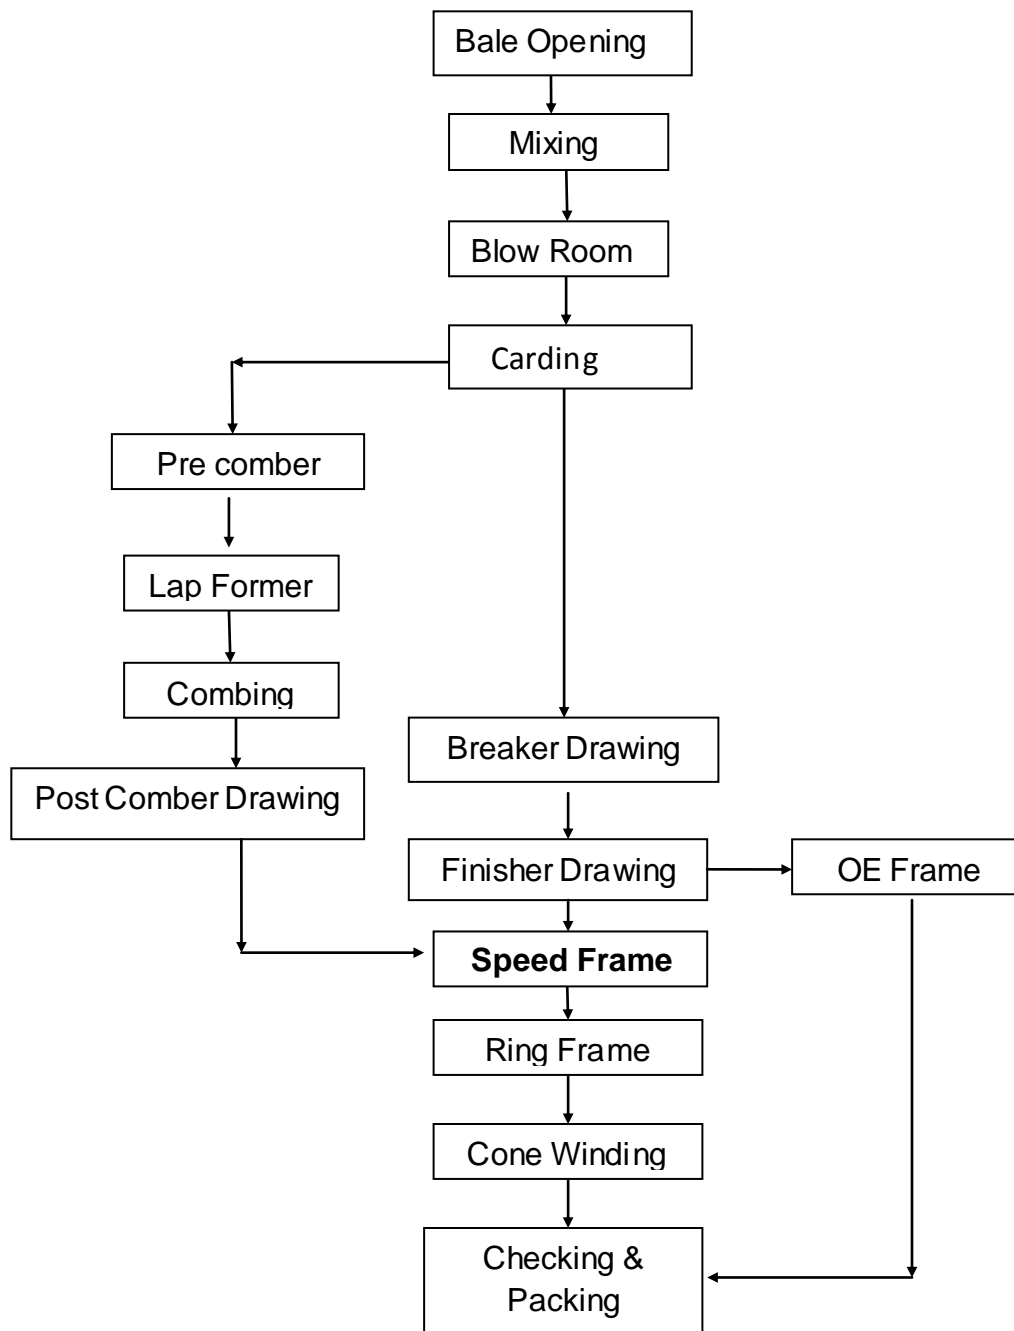 Bale Opening
Mixing
Blow Room
Carding
Pre comber
Lap Former
Combing
Breaker Drawing
Post Comber Drawing
Finisher Drawing
OE Frame
Speed Frame
Ring Frame
Cone Winding
Checking &
Packing